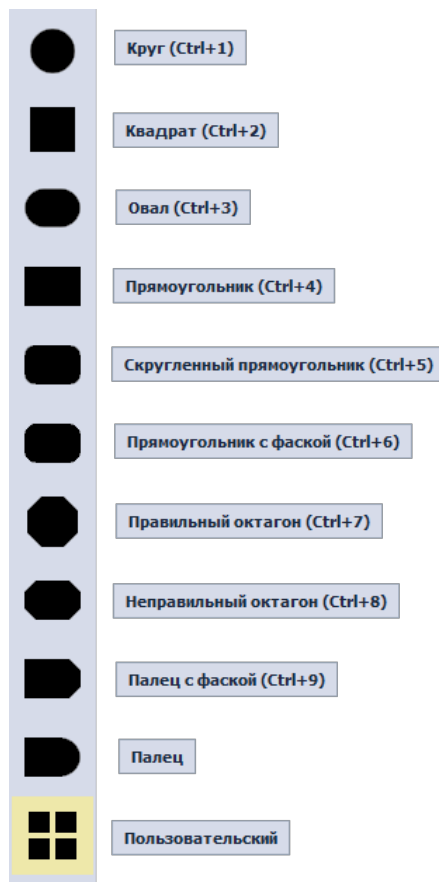 Круг (Ctrl+1)
Квадрат (Ctrl+2)
Овал (Ctrl+3)
Прямоугольник (Ctrl+4)
Скругленный прямоугольник (Ctrl+5)
Прямоугольник с фаской (Ctrl+6)
Правильный октагон (Ctrl+7)
Неправильный октагон (Ctrl+8)
Палец с фаской (Ctrl+9)
Палец
Пользовательский